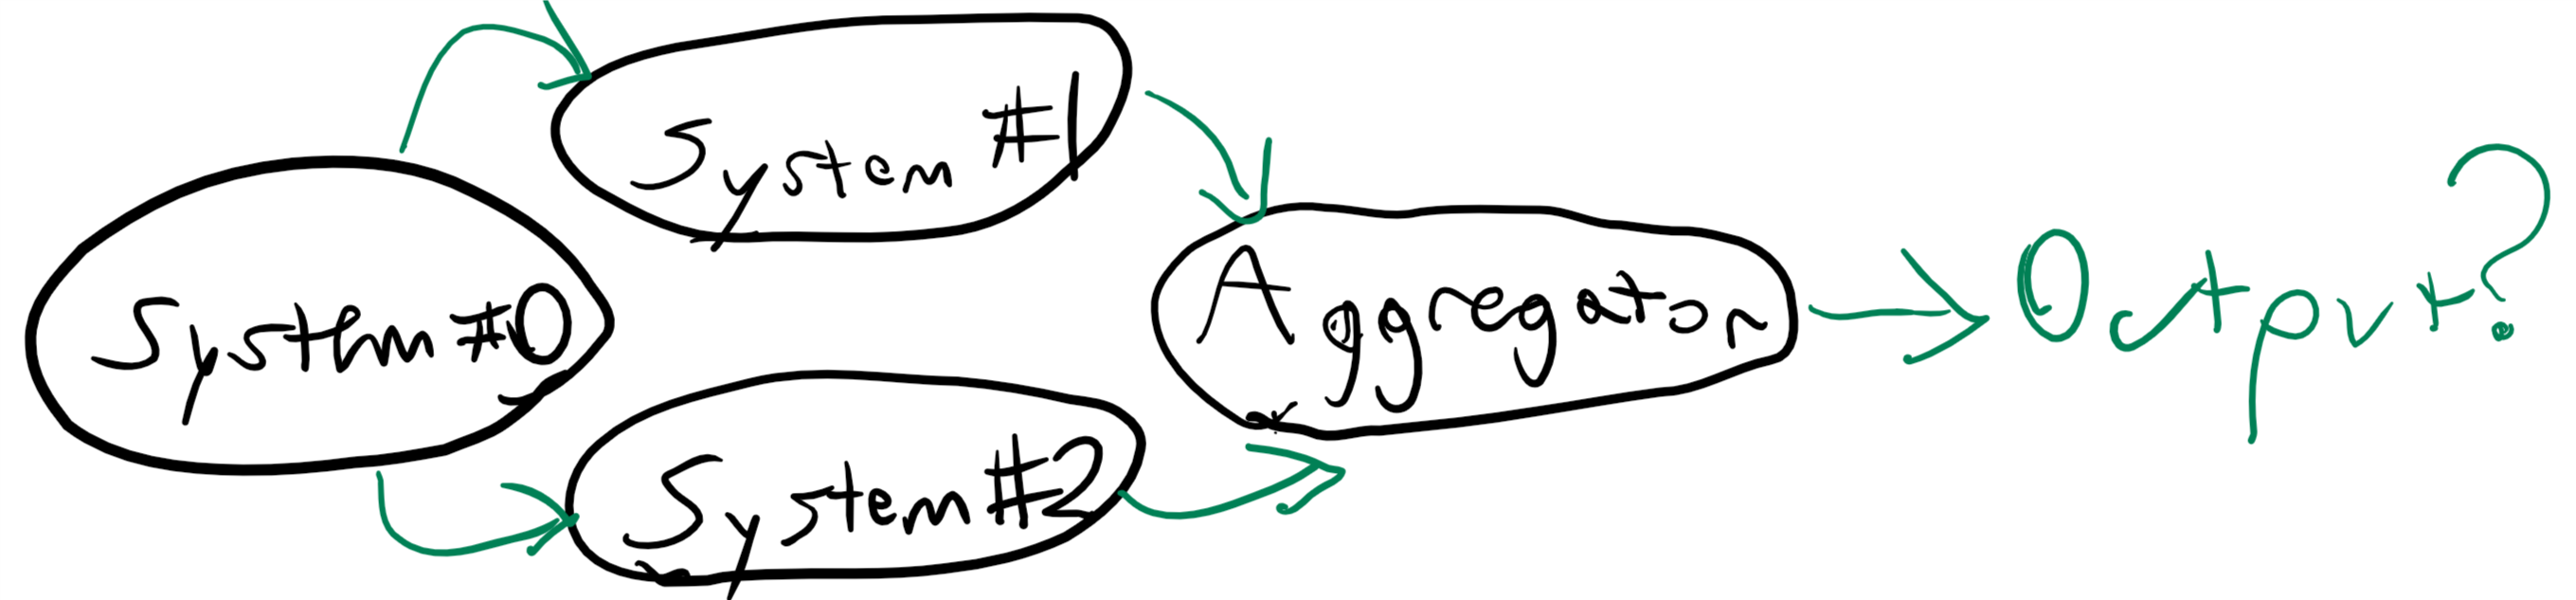 System #1
System #0
Aggregator
Output?
System #2